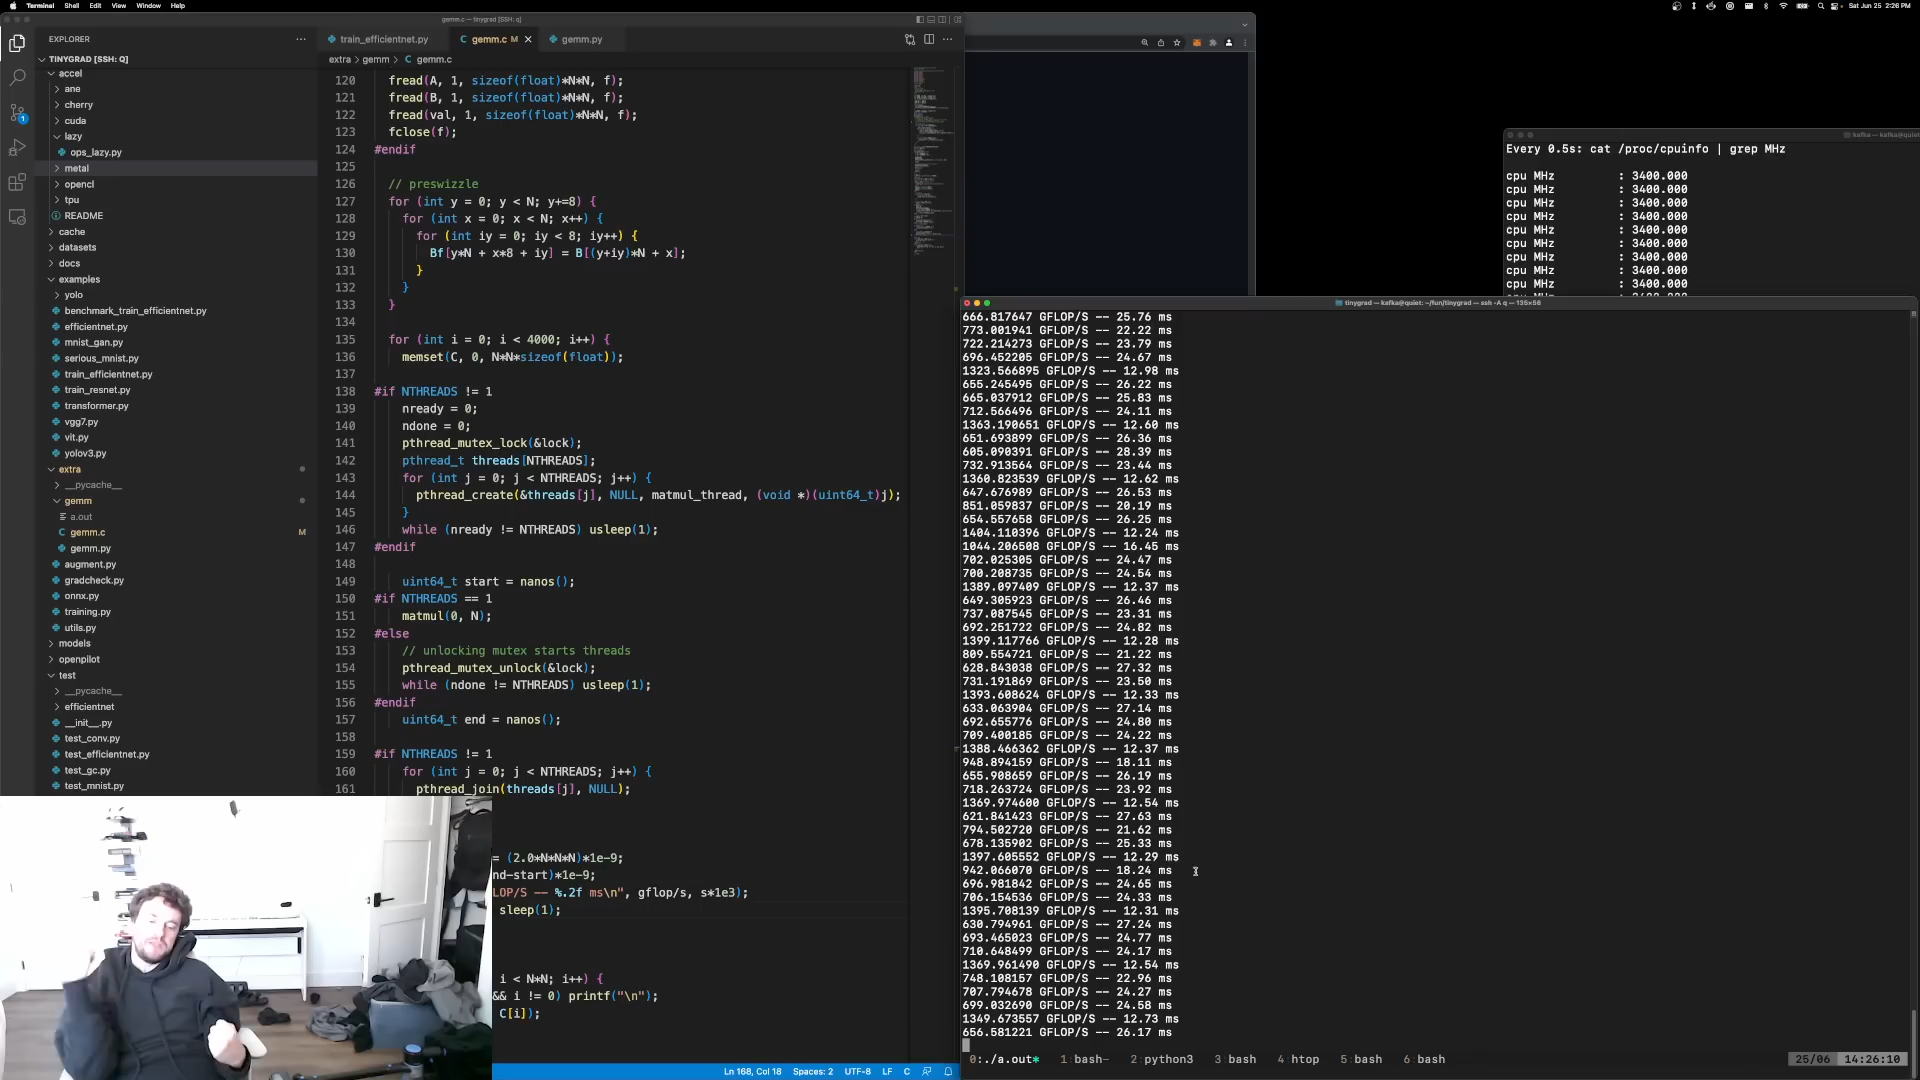 Terminal Shell Edit View Window Help
Sat Jun 25 2:26 PM
gemm.c — tinygrad [SSH: q]
EXPLORER
TINYGRAD [SSH: Q]
accel
ane
cherry
cuda
lazy
ops_lazy.py
metal
opencl
tpu
README
cache
datasets
docs
examples
yolo
benchmark_train_efficientnet.py
efficientnet.py
mnist_gan.py
serious_mnist.py
train_efficientnet.py
train_resnet.py
transformer.py
vgg7.py
vit.py
yolov3.py
extra
__pycache__
gemm
a.out
gemm.c M
gemm.py
augment.py
gradcheck.py
onnx.py
training.py
utils.py
models
openpilot
test
__pycache__
efficientnet
__init__.py
test_conv.py
test_efficientnet.py
test_gc.py
test_mnist.py
train_efficientnet.py
gemm.c M
gemm.py
extra > gemm > gemm.c
120 fread(A, 1, sizeof(float)*N*N, f);
121 fread(B, 1, sizeof(float)*N*N, f);
122 fread(val, 1, sizeof(float)*N*N, f);
123 fclose(f);
124 #endif
125
126 // preswizzle
127 for (int y = 0; y < N; y+=8) {
128 for (int x = 0; x < N; x++) {
129 for (int iy = 0; iy < 8; iy++) {
130 Bf[y*N + x*8 + iy] = B[(y+iy)*N + x];
131 }
132 }
133 }
134
135 for (int i = 0; i < 4000; i++) {
136 memset(C, 0, N*N*sizeof(float));
137
138 #if NTHREADS != 1
139 nready = 0;
140 ndone = 0;
141 pthread_mutex_lock(&lock);
142 pthread_t threads[NTHREADS];
143 for (int j = 0; j < NTHREADS; j++) {
144 pthread_create(&threads[j], NULL, matmul_thread, (void *)(uint64_t)j);
145 }
146 while (nready != NTHREADS) usleep(1);
147 #endif
148
149 uint64_t start = nanos();
150 #if NTHREADS == 1
151 matmul(0, N);
152 #else
153 // unlocking mutex starts threads
154 pthread_mutex_unlock(&lock);
155 while (ndone != NTHREADS) usleep(1);
156 #endif
157 uint64_t end = nanos();
158
159 #if NTHREADS != 1
160 for (int j = 0; j < NTHREADS; j++) {
161 pthread_join(threads[j], NULL);
= (2.0*N*N*N)*1e-9;
nd-start)*1e-9;
LOP/S -- %.2f ms\n", gflop/s, s*1e3);
sleep(1);
i < N*N; i++) {
&& i != 0) printf("\n");
C[i]);
Ln 168, Col 18 Spaces: 2 UTF-8 LF C
Every 0.5s: cat /proc/cpuinfo | grep MHz
cpu MHz : 3400.000
cpu MHz : 3400.000
cpu MHz : 3400.000
cpu MHz : 3400.000
cpu MHz : 3400.000
cpu MHz : 3400.000
cpu MHz : 3400.000
cpu MHz : 3400.000
cpu MHz : 3400.000
tinygrad — kafka@quiet: ~/fun/tinygrad — ssh -A q — 135×56
666.817647 GFLOP/S -- 25.76 ms
773.001941 GFLOP/S -- 22.22 ms
722.214273 GFLOP/S -- 23.79 ms
696.452205 GFLOP/S -- 24.67 ms
1323.566895 GFLOP/S -- 12.98 ms
655.245495 GFLOP/S -- 26.22 ms
665.037912 GFLOP/S -- 25.83 ms
712.566496 GFLOP/S -- 24.11 ms
1363.190651 GFLOP/S -- 12.60 ms
651.693899 GFLOP/S -- 26.36 ms
605.090391 GFLOP/S -- 28.39 ms
732.913564 GFLOP/S -- 23.44 ms
1360.823539 GFLOP/S -- 12.62 ms
647.676989 GFLOP/S -- 26.53 ms
851.059837 GFLOP/S -- 20.19 ms
654.557658 GFLOP/S -- 26.25 ms
1404.110396 GFLOP/S -- 12.24 ms
1044.206508 GFLOP/S -- 16.45 ms
702.025305 GFLOP/S -- 24.47 ms
700.208735 GFLOP/S -- 24.54 ms
1389.097409 GFLOP/S -- 12.37 ms
649.305923 GFLOP/S -- 26.46 ms
737.087545 GFLOP/S -- 23.31 ms
692.251722 GFLOP/S -- 24.82 ms
1399.117766 GFLOP/S -- 12.28 ms
809.554721 GFLOP/S -- 21.22 ms
628.843038 GFLOP/S -- 27.32 ms
731.191869 GFLOP/S -- 23.50 ms
1393.608624 GFLOP/S -- 12.33 ms
633.063904 GFLOP/S -- 27.14 ms
692.655776 GFLOP/S -- 24.80 ms
709.400185 GFLOP/S -- 24.22 ms
1388.466362 GFLOP/S -- 12.37 ms
948.894159 GFLOP/S -- 18.11 ms
655.908659 GFLOP/S -- 26.19 ms
718.263724 GFLOP/S -- 23.92 ms
1369.974600 GFLOP/S -- 12.54 ms
621.841423 GFLOP/S -- 27.63 ms
794.502720 GFLOP/S -- 21.62 ms
678.135902 GFLOP/S -- 25.33 ms
1397.605552 GFLOP/S -- 12.29 ms
942.066070 GFLOP/S -- 18.24 ms
696.981842 GFLOP/S -- 24.65 ms
706.154536 GFLOP/S -- 24.33 ms
1395.708139 GFLOP/S -- 12.31 ms
630.794901 GFLOP/S -- 27.24 ms
693.465023 GFLOP/S -- 24.77 ms
710.648499 GFLOP/S -- 24.17 ms
1369.961490 GFLOP/S -- 12.54 ms
748.108157 GFLOP/S -- 22.96 ms
707.794678 GFLOP/S -- 24.27 ms
699.032690 GFLOP/S -- 24.58 ms
1349.673557 GFLOP/S -- 12.73 ms
656.581221 GFLOP/S -- 26.17 ms
0:./a.out* 1 bash- 2 python3 3 bash 4 htop 5 bash 6 bash
25/06 14:26:10